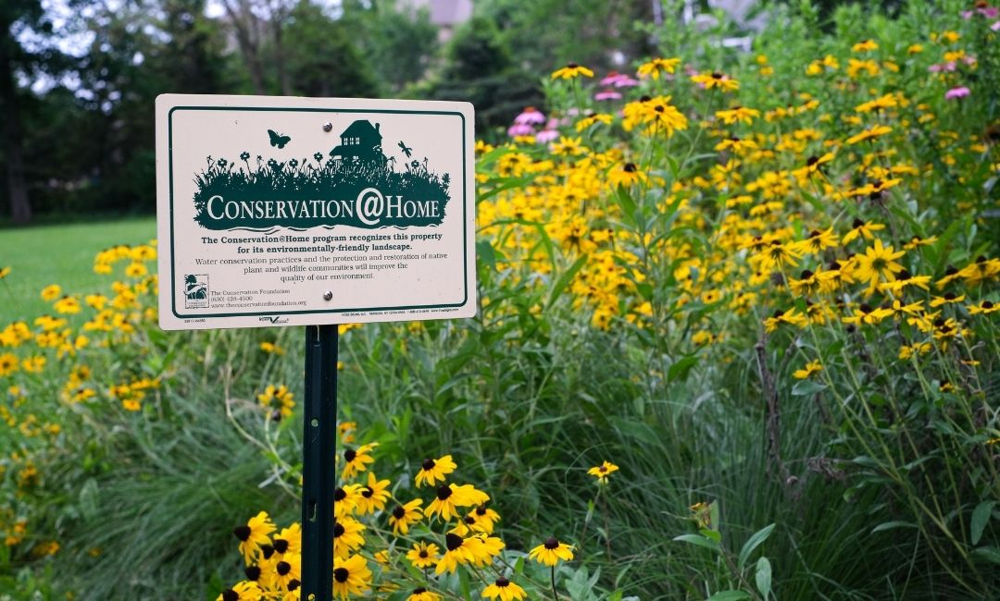 CONSERVATION@HOME
The Conservation@Home program recognizes this property
for its environmentally-friendly landscape.
Water conservation practices and the protection and restoration of native
plant and wildlife communities will improve the
quality of our environment.
The Conservation Foundation
(630) 428-4500
www.theconservationfoundation.org